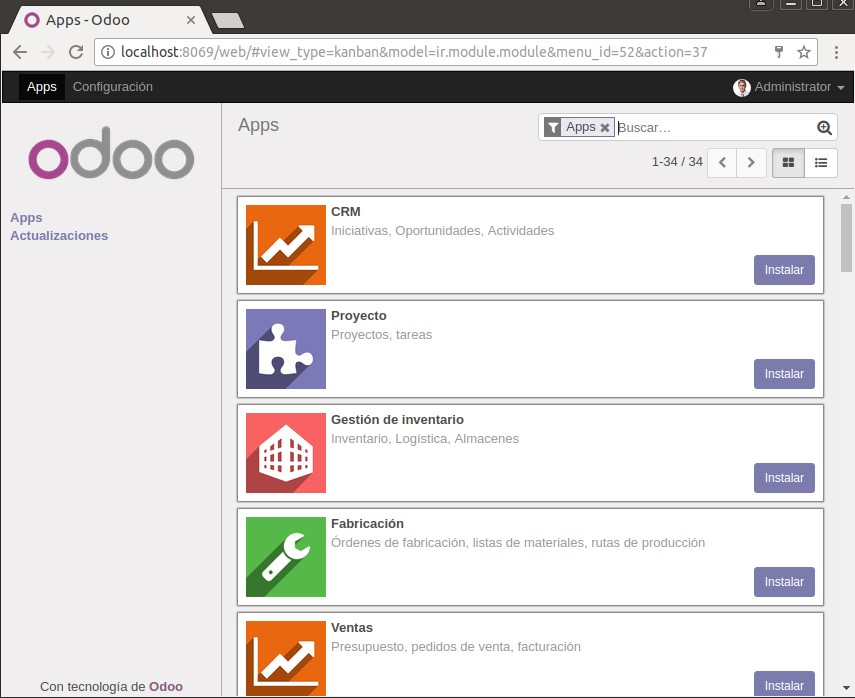 Apps - Odoo
localhost:8069/web/#view_type=kanban&model=ir.module.module&menu_id=52&action=37
Apps Configuración Administrator
odoo
Apps
Actualizaciones
Apps
Apps Buscar...
1-34 / 34
CRM
Iniciativas, Oportunidades, Actividades
Instalar
Proyecto
Proyectos, tareas
Instalar
Gestión de inventario
Inventario, Logística, Almacenes
Instalar
Fabricación
Órdenes de fabricación, listas de materiales, rutas de producción
Instalar
Ventas
Presupuesto, pedidos de venta, facturación
Instalar
Con tecnología de Odoo